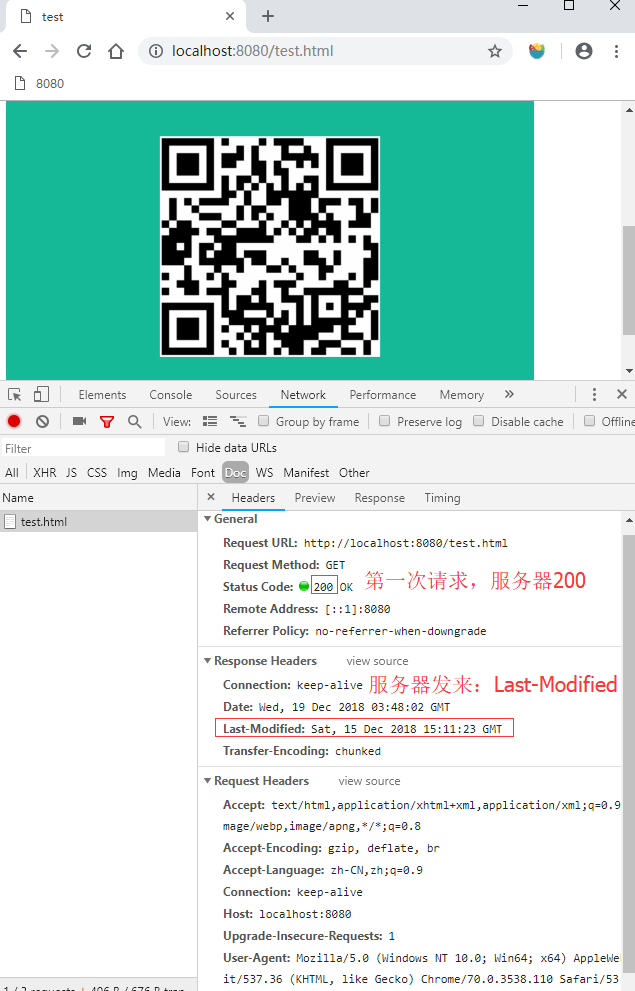 test
localhost:8080/test.html
8080
Elements Console Sources Network Performance Memory
View: Group by frame Preserve log Disable cache Offline
Filter Hide data URLs
All XHR JS CSS Img Media Font Doc WS Manifest Other
Name
Headers Preview Response Timing
test.html
General
Request URL: http://localhost:8080/test.html
Request Method: GET
Status Code: 200 OK 第一次请求，服务器200
Remote Address: [::1]:8080
Referrer Policy: no-referrer-when-downgrade
Response Headers view source
Connection: keep-alive 服务器发来：Last-Modified
Date: Wed, 19 Dec 2018 03:48:02 GMT
Last-Modified: Sat, 15 Dec 2018 15:11:23 GMT
Transfer-Encoding: chunked
Request Headers view source
Accept: text/html,application/xhtml+xml,application/xml;q=0.9
mage/webp,image/apng,*/*;q=0.8
Accept-Encoding: gzip, deflate, br
Accept-Language: zh-CN,zh;q=0.9
Connection: keep-alive
Host: localhost:8080
Upgrade-Insecure-Requests: 1
User-Agent: Mozilla/5.0 (Windows NT 10.0; Win64; x64) AppleWe
it/537.36 (KHTML, like Gecko) Chrome/70.0.3538.110 Safari/53